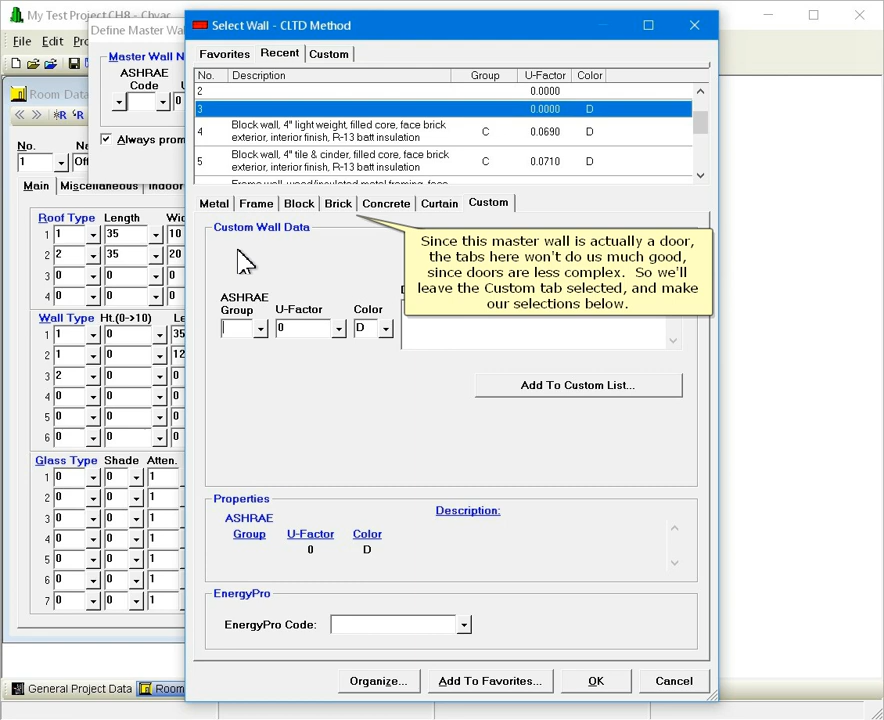 My Test Project CH8 - Chvac
File Edit Pro
Define Master Wal
Master Wall N
ASHRAE
Code U
0
Always prom
Room Data
R R
No. Na
1 Off
Main Miscellaneous Indoor
Roof Type Length Wid
1 1 35 10
2 2 35 20
3 0 0 0
4 0 0 0
Wall Type Ht.(0->10) Le
1 1 0 35
2 1 0 12
3 2 0 0
4 0 0 0
5 0 0 0
6 0 0 0
Glass Type Shade Atten.
1 0 0 1
2 0 0 1
3 0 0 1
4 0 0 1
5 0 0 1
6 0 0 1
7 0 0 1
General Project Data Room
Select Wall - CLTD Method
Favorites Recent Custom
No. Description Group U-Factor Color
2 0.0000
3 0.0000 D
4 Block wall, 4" light weight, filled core, face brick C 0.0690 D
exterior, interior finish, R-13 batt insulation
5 Block wall, 4" tile & cinder, filled core, face brick C 0.0710 D
exterior, interior finish, R-13 batt insulation
Metal Frame Block Brick Concrete Curtain Custom
Custom Wall Data
Since this master wall is actually a door,
the tabs here won't do us much good,
since doors are less complex. So we'll
leave the Custom tab selected, and make
our selections below.
ASHRAE
Group U-Factor Color
0 D
Add To Custom List...
Properties
ASHRAE
Group U-Factor Color Description:
0 D
EnergyPro
EnergyPro Code:
Organize... Add To Favorites... OK Cancel